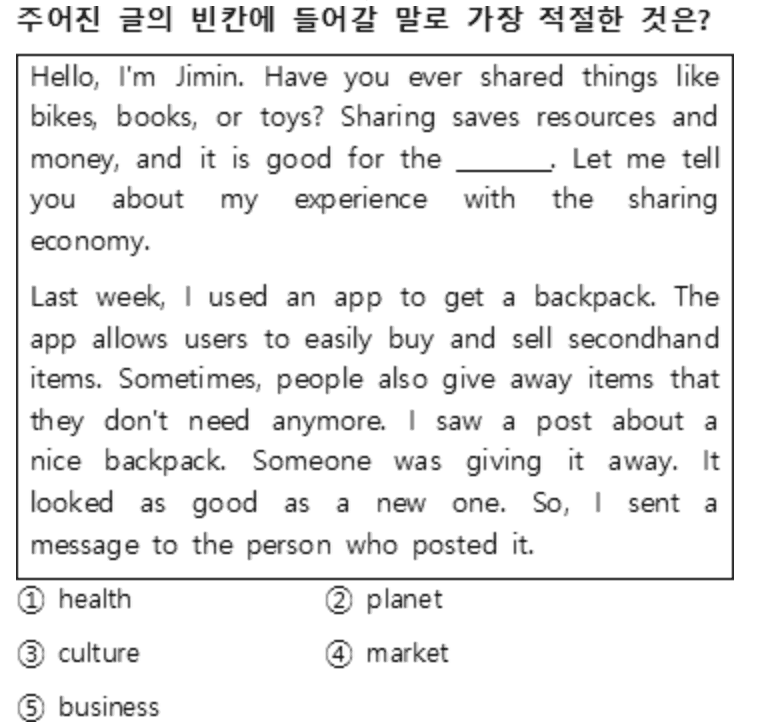 주어진 글의 빈칸에 들어갈 말로 가장 적절한 것은?
Hello, I'm Jimin. Have you ever shared things like
bikes, books, or toys? Sharing saves resources and
money, and it is good for the _______. Let me tell
you about my experience with the sharing
economy.
Last week, I used an app to get a backpack. The
app allows users to easily buy and sell secondhand
items. Sometimes, people also give away items that
they don't need anymore. I saw a post about a
nice backpack. Someone was giving it away. It
looked as good as a new one. So, I sent a
message to the person who posted it.
① health ② planet
③ culture ④ market
⑤ business